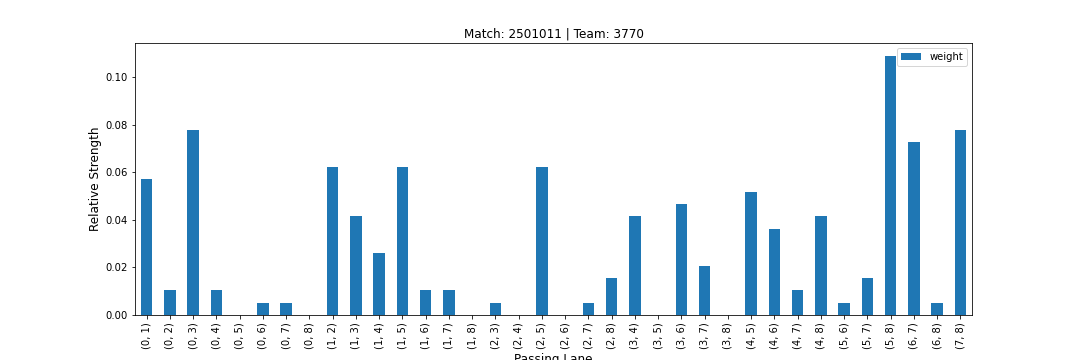 Match: 2501011 | Team: 3770
weight
Relative Strength
0.10
0.08
0.06
0.04
0.02
0.00
(0, 1) (0, 2) (0, 3) (0, 4) (0, 5) (0, 6) (0, 7) (0, 8) (1, 2) (1, 3) (1, 4) (1, 5) (1, 6) (1, 7) (1, 8) (2, 3) (2, 4) (2, 5) (2, 6) (2, 7) (2, 8) (3, 4) (3, 5) (3, 6) (3, 7) (3, 8) (4, 5) (4, 6) (4, 7) (4, 8) (5, 6) (5, 7) (5, 8) (6, 7) (6, 8) (7, 8)
Passing Lane